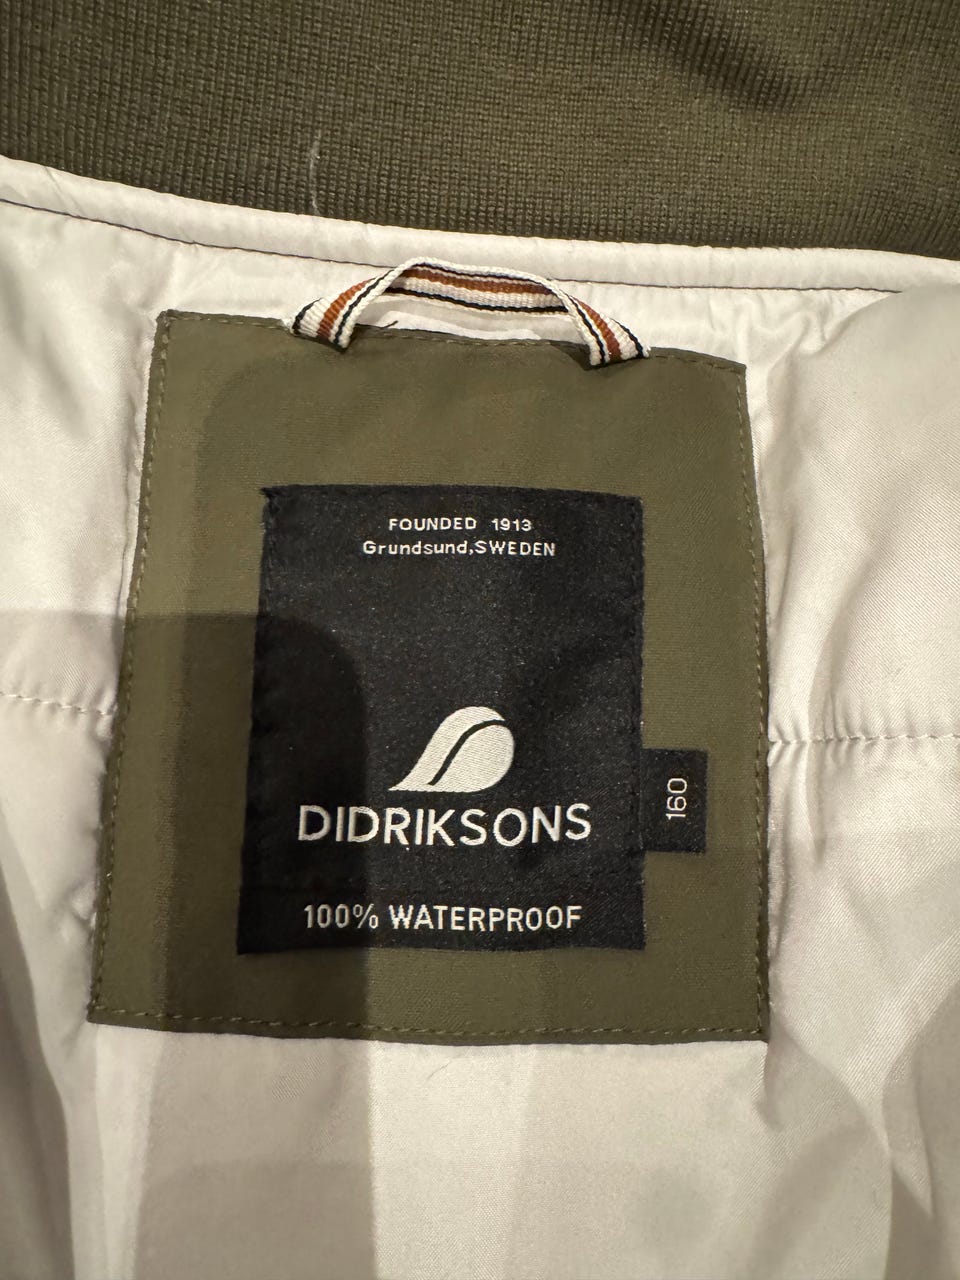 FOUNDED 1913
Grundsund,SWEDEN
DIDRIKSONS
160
100% WATERPROOF